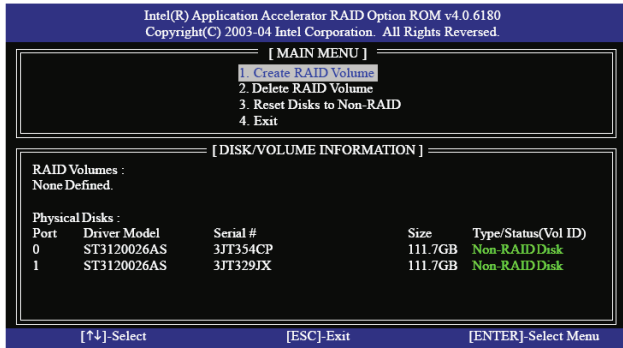 Intel(R) Application Accelerator RAID Option ROM v4.0.6180
Copyright(C) 2003-04 Intel Corporation.  All Rights Reversed.
[ MAIN MENU ]
1. Create RAID Volume
2. Delete RAID Volume
3. Reset Disks to Non-RAID
4. Exit
[ DISK/VOLUME INFORMATION ]
RAID Volumes :
None Defined.
Physical Disks :
Port Driver Model Serial # Size Type/Status(Vol ID)
0 ST3120026AS 3JT354CP 111.7GB Non-RAID Disk
1 ST3120026AS 3JT329JX 111.7GB Non-RAID Disk
[↑↓]-Select [ESC]-Exit [ENTER]-Select Menu